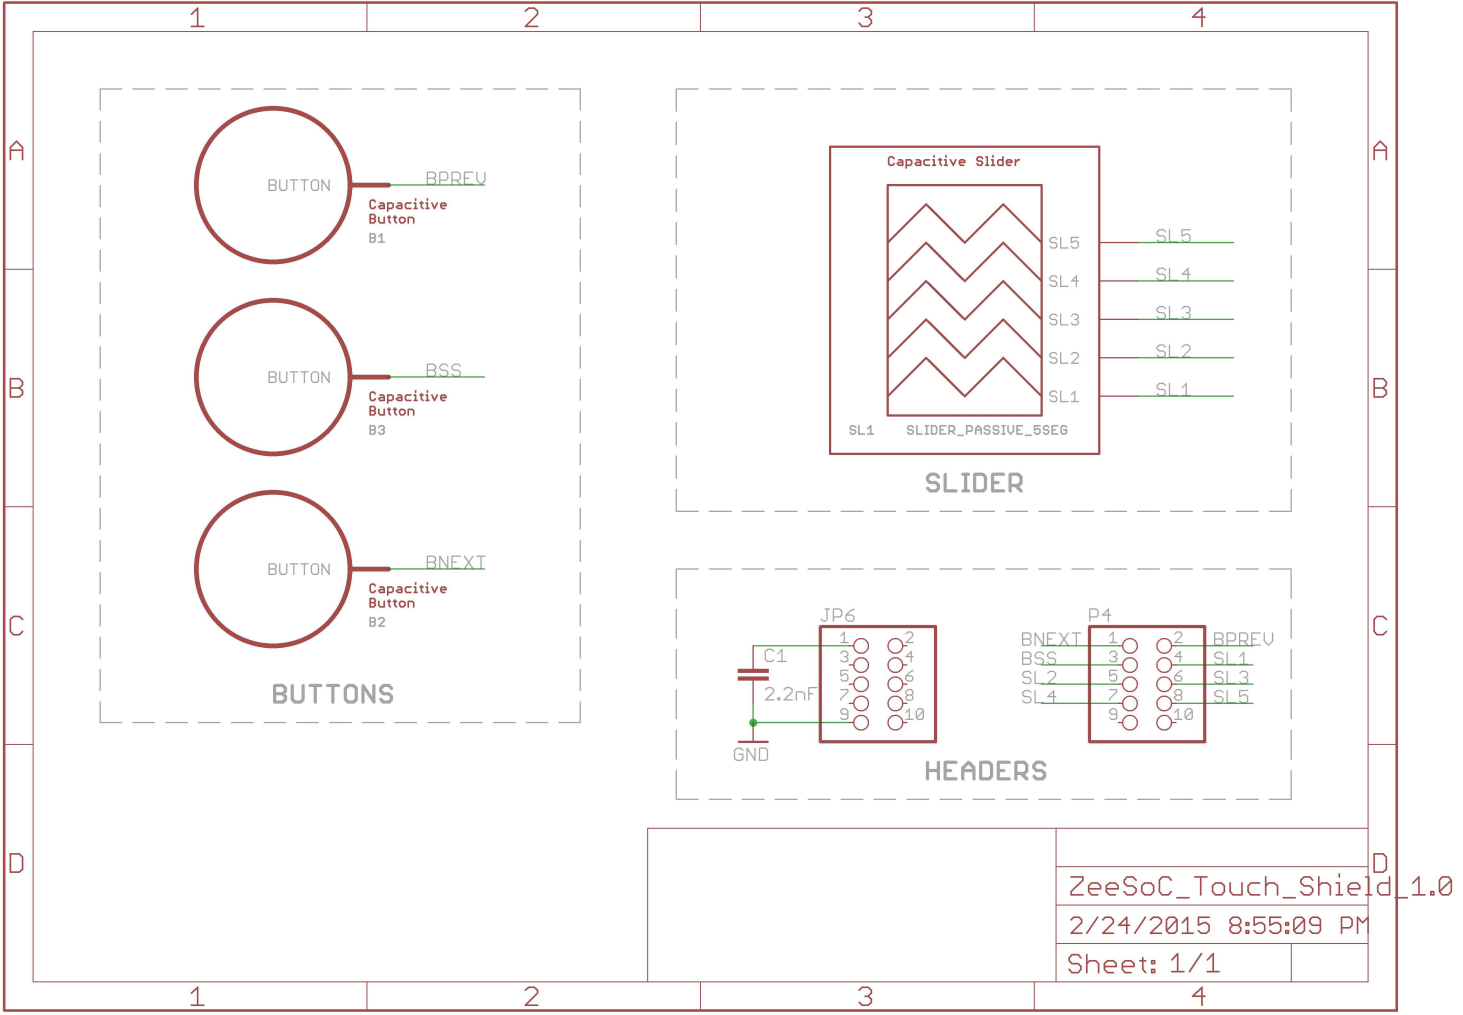 1 2 3 4
A A
BUTTON BPREV
Capacitive
Button
B1
BUTTON BSS
Capacitive
Button
B3
BUTTON BNEXT
Capacitive
Button
B2
BUTTONS
Capacitive Slider
SL5 SL5
SL4 SL4
SL3 SL3
SL2 SL2
SL1 SL1
SL1 SLIDER_PASSIVE_5SEG
SLIDER
B B
C C
JP6
1 2
3 4
5 6
7 8
9 10
C1
2.2nF
GND
P4
BNEXT 1 2 BPREV
BSS 3 4 SL1
SL2 5 6 SL3
SL4 7 8 SL5
9 10
HEADERS
D D
ZeeSoC_Touch_Shield_1.0
2/24/2015 8:55:09 PM
Sheet: 1/1
1 2 3 4